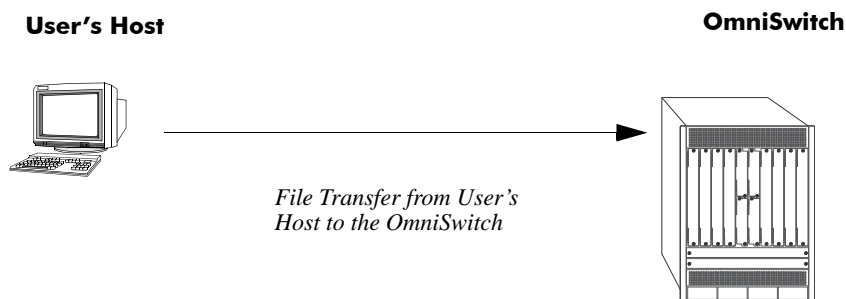 User’s Host
OmniSwitch
File Transfer from User’s
Host to the OmniSwitch